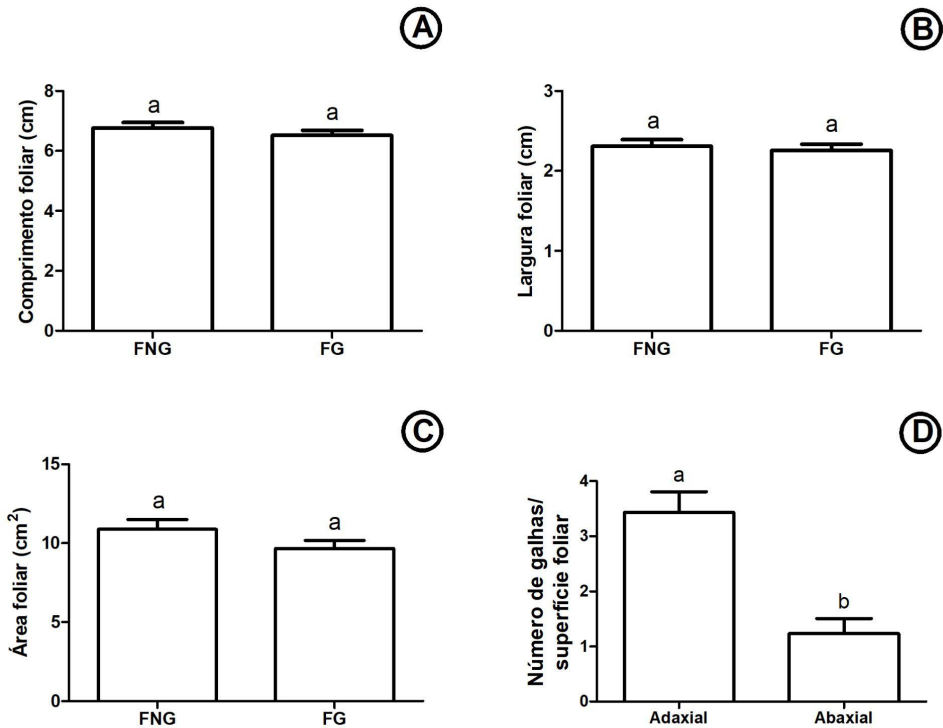 A
Comprimento foliar (cm)
8
6
4
2
0
a
a
FNG
FG
B
Largura foliar (cm)
3
2
1
0
a
a
FNG
FG
C
Área foliar (cm²)
15
10
5
0
a
a
FNG
FG
D
Número de galhas/
superfície foliar
4
3
2
1
0
a
b
Adaxial
Abaxial